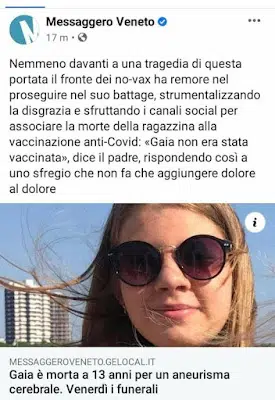 Messaggero Veneto
17 m •
Nemmeno davanti a una tragedia di questa
portata il fronte dei no-vax ha remore nel
proseguire nel suo battage, strumentalizzando
la disgrazia e sfruttando i canali social per
associare la morte della ragazzina alla
vaccinazione anti-Covid: «Gaia non era stata
vaccinata», dice il padre, rispondendo così a
uno sfregio che non fa che aggiungere dolore
al dolore
MESSAGGEROVENETO.GELOCAL.IT
Gaia è morta a 13 anni per un aneurisma
cerebrale. Venerdì i funerali